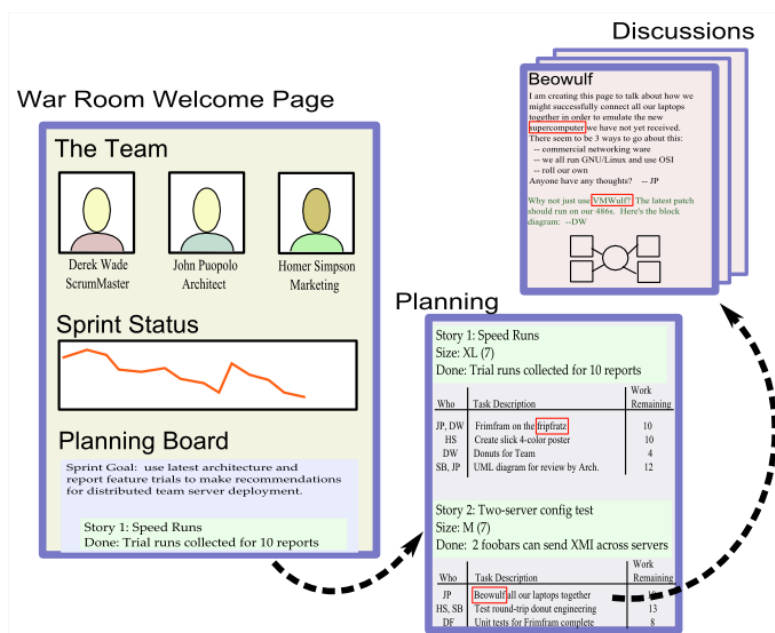 War Room Welcome Page
The Team
Derek Wade
ScrumMaster
John Puopolo
Architect
Homer Simpson
Marketing
Sprint Status
Planning Board
Sprint Goal: use latest architecture and
report feature trials to make recommendations
for distributed team server deployment.
Story 1: Speed Runs
Done: Trial runs collected for 10 reports
Planning
Story 1: Speed Runs
Size: XL (7)
Done: Trial runs collected for 10 reports
Who Task Description Work Remaining
JP, DW Frimfram on the fripfratz 10
HS Create slick 4-color poster 10
DW Donuts for Team 4
SB, JP UML diagram for review by Arch. 12
Story 2: Two-server config test
Size: M (7)
Done: 2 foobars can send XMI across servers
Who Task Description Work Remaining
JP Beowulf all our laptops together
HS, SB Test round-trip donut engineering 13
DF Unit tests for Frimfram complete 8
Discussions
Beowulf
I am creating this page to talk about how we
might successfully connect all our laptops
together in order to emulate the new
supercomputer we have not yet received.
There seem to be 3 ways to go about this:
-- commercial networking ware
-- we all run GNU/Linux and use OSI
-- roll our own
Anyone have any thoughts? -- JP
Why not just use VMWulf? The latest patch
should run on our 486s. Here's the block
diagram: --DW